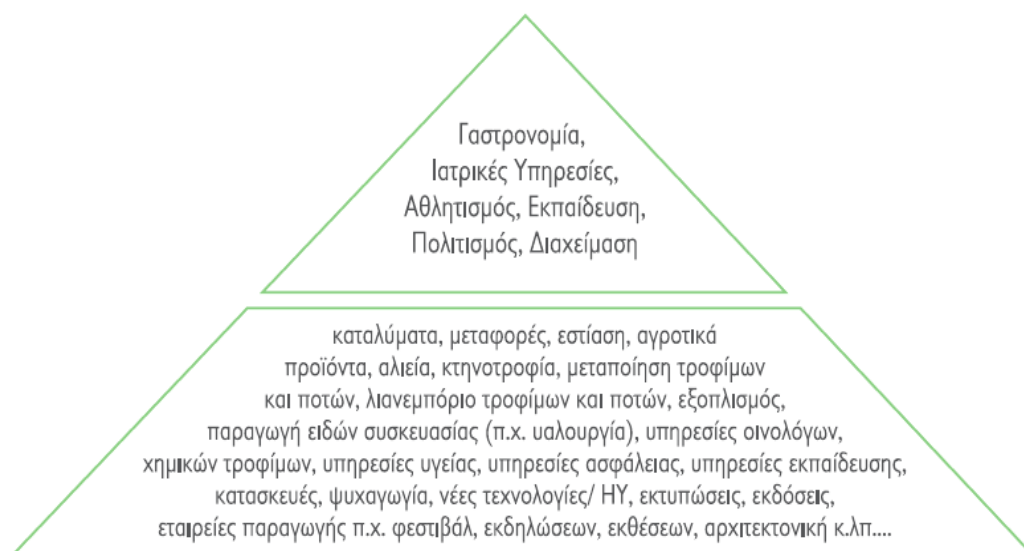 Γαστρονομία,
Ιατρικές Υπηρεσίες,
Αθλητισμός, Εκπαίδευση,
Πολιτισμός, Διαχείμαση
καταλύματα, μεταφορές, εστίαση, αγροτικά
προϊόντα, αλιεία, κτηνοτροφία, μεταποίηση τροφίμων
και ποτών, λιανεμπόριο τροφίμων και ποτών, εξοπλισμός,
παραγωγή ειδών συσκευασίας (π.χ. υαλουργία), υπηρεσίες οινολόγων,
χημικών τροφίμων, υπηρεσίες υγείας, υπηρεσίες ασφάλειας, υπηρεσίες εκπαίδευσης,
κατασκευές, ψυχαγωγία, νέες τεχνολογίες/ ΗΥ, εκτυπώσεις, εκδόσεις,
εταιρείες παραγωγής π.χ. φεστιβάλ, εκδηλώσεων, εκθέσεων, αρχιτεκτονική κ.λπ....